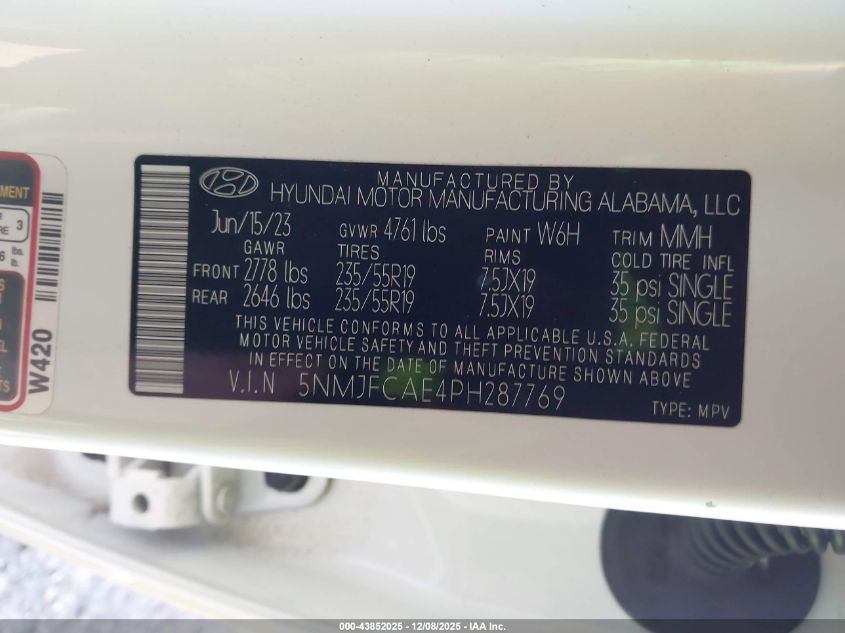 MANUFACTURED BY
HYUNDAI MOTOR MANUFACTURING ALABAMA, LLC
Jun/15/23 GVWR 4761 lbs PAINT W6H TRIM MMH
GAWR TIRES RIMS COLD TIRE INFL
FRONT 2778 lbs 235/55R19 7.5JX19 35 psi SINGLE
REAR 2646 lbs 235/55R19 7.5JX19 35 psi SINGLE
THIS VEHICLE CONFORMS TO ALL APPLICABLE U.S.A. FEDERAL
MOTOR VEHICLE SAFETY AND THEFT PREVENTION STANDARDS
IN EFFECT ON THE DATE OF MANUFACTURE SHOWN ABOVE
V.I.N 5NMJFCAE4PH287769
TYPE: MPV
W420
3
lbs.
000-43852025 - 12/08/2025 - IAA Inc.